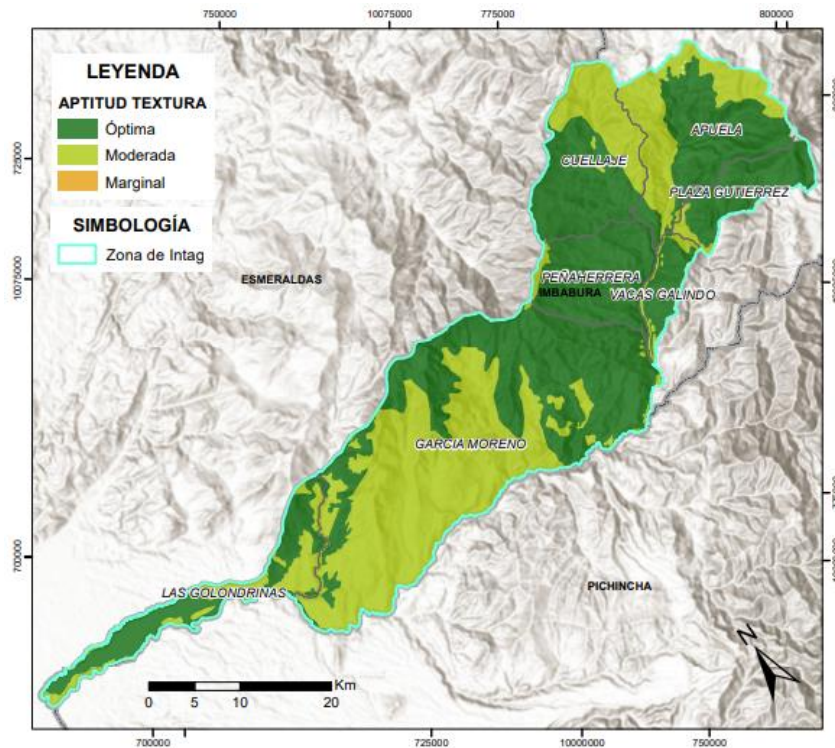 750000
10075000
775000
800000
LEYENDA
APTITUD TEXTURA
Óptima
Moderada
Marginal
SIMBOLOGÍA
Zona de Intag
725000
APUELA
CUELLAJE
PLAZA GUTIERREZ
10075000
ESMERALDAS
PEÑAHERRERA
IMBABURA
VACAS GALINDO
GARCIA MORENO
700000
PICHINCHA
LAS GOLONDRINAS
N
Km
0 5 10 20
700000
725000
10000000
750000